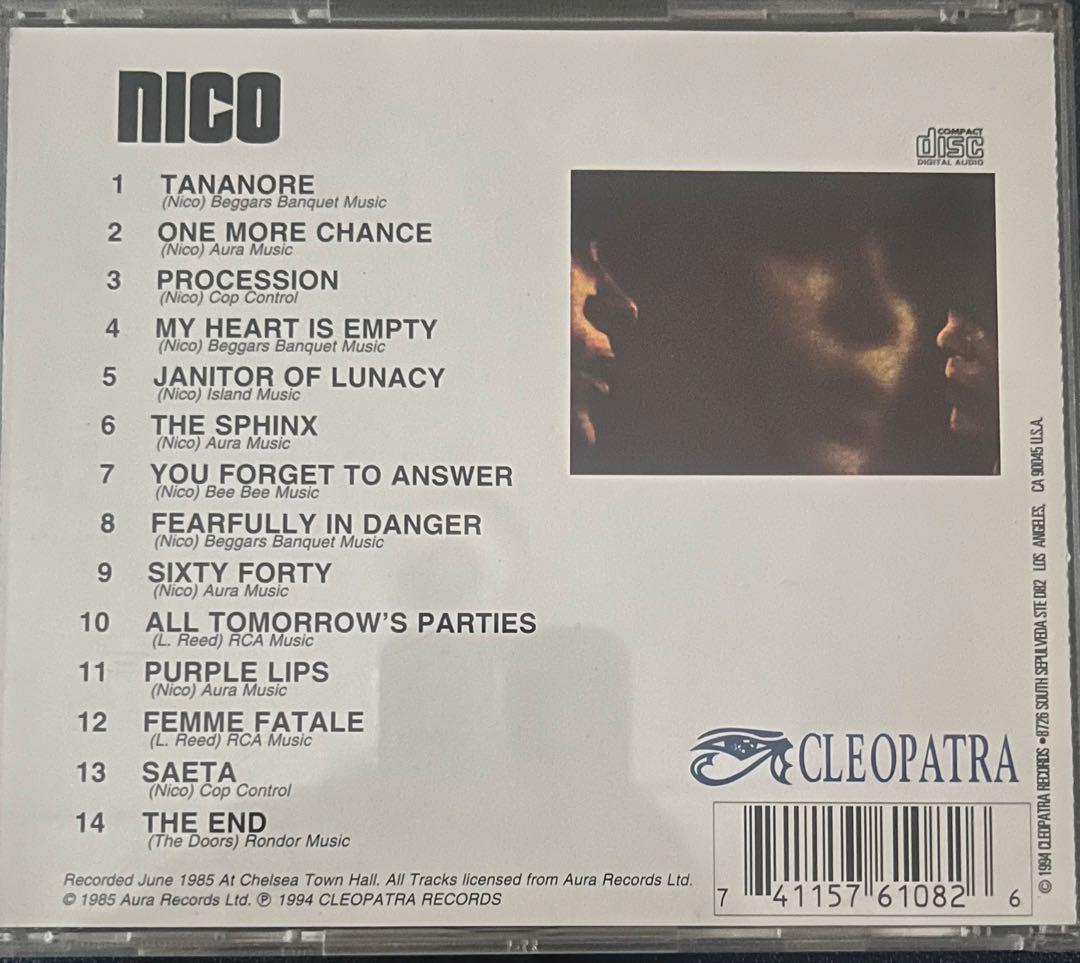 NICO
COMPACT
disc
DIGITAL AUDIO
1 TANANORE
(Nico) Beggars Banquet Music
2 ONE MORE CHANCE
(Nico) Aura Music
3 PROCESSION
(Nico) Cop Control
4 MY HEART IS EMPTY
(Nico) Beggars Banquet Music
5 JANITOR OF LUNACY
(Nico) Island Music
6 THE SPHINX
(Nico) Aura Music
7 YOU FORGET TO ANSWER
(Nico) Bee Bee Music
8 FEARFULLY IN DANGER
(Nico) Beggars Banquet Music
9 SIXTY FORTY
(Nico) Aura Music
10 ALL TOMORROW'S PARTIES
(L. Reed) RCA Music
11 PURPLE LIPS
(Nico) Aura Music
12 FEMME FATALE
(L. Reed) RCA Music
13 SAETA
(Nico) Cop Control
14 THE END
(The Doors) Rondor Music
Recorded June 1985 At Chelsea Town Hall. All Tracks licensed from Aura Records Ltd.
© 1985 Aura Records Ltd. ℗ 1994 CLEOPATRA RECORDS
CLEOPATRA
7 41157 61082 6
© 1994 CLEOPATRA RECORDS • 8726 SOUTH SEPULVEDA STE D82 LOS ANGELES, CA 90045 U.S.A.